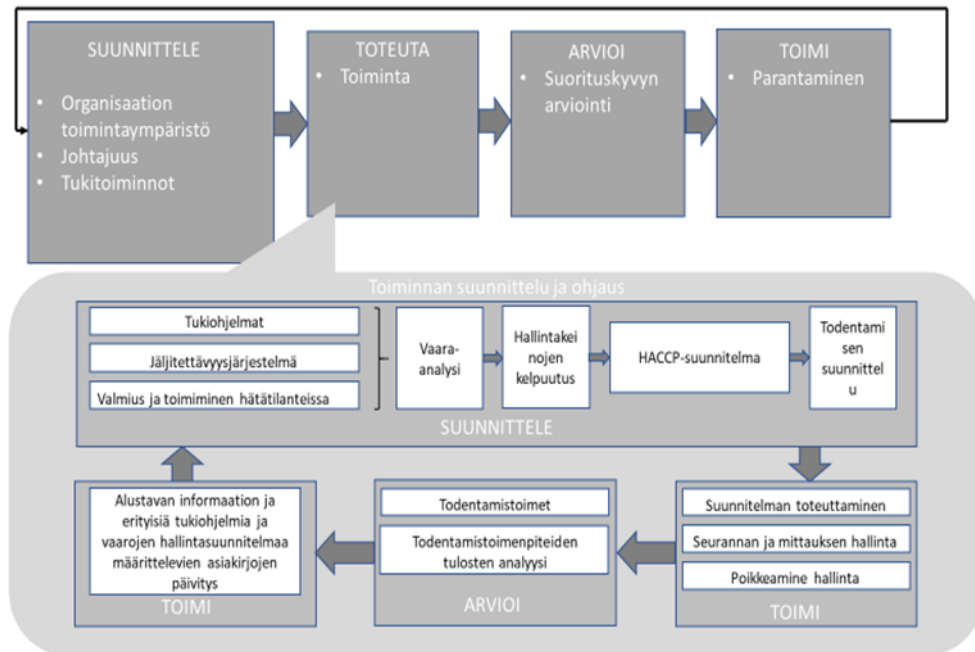 SUUNNITTELE
• Organisaation
toimintaympäristö
• Johtajuus
• Tukitoiminnot
TOTEUTA
• Toiminta
ARVIOI
• Suorituskyvyn
arviointi
TOIMI
• Parantaminen
Toiminnan suunnittelu ja ohjaus
Tukiohjelmat
Jäljitettävyysjärjestelmä
Valmius ja toimiminen hätätilanteissa
Vaara-
analysi
Hallintakei
nojen
kelpuutus
HACCP-suunnitelma
Todentami
sen
suunnittel
u
SUUNNITTELE
Alustavan informaation ja
erityisiä tukiohjelmia ja
vaarojen hallintasuunnitelmaa
määrittelevien asiakirjojen
päivitys
TOIMI
Todentamistoimet
Todentamistoimenpiteiden
tulosten analyysi
ARVIOI
Suunnitelman toteuttaminen
Seurannan ja mittauksen hallinta
Poikkeamine hallinta
TOIMI